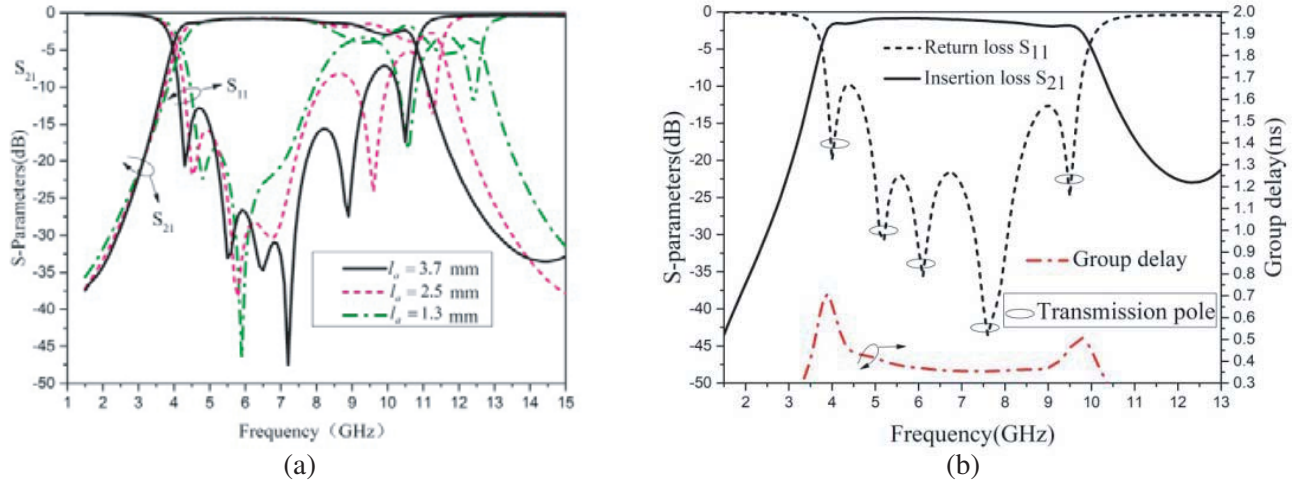 0
-5
-10
-15
-20
-25
-30
-35
-40
-45
-50
S21
S-Parameters(dB)
S11
S21
la = 3.7 mm
la = 2.5 mm
la = 1.3 mm
1 2 3 4 5 6 7 8 9 10 11 12 13 14 15
Frequency (GHz)
(a)
0
-5
-10
-15
-20
-25
-30
-35
-40
-45
-50
S-parameters(dB)
Return loss S11
Insertion loss S21
Group delay
Transmission pole
2.0
1.9
1.8
1.7
1.6
1.5
1.4
1.3
1.2
1.1
1.0
0.9
0.8
0.7
0.6
0.5
0.4
0.3
Group delay(ns)
2 3 4 5 6 7 8 9 10 11 12 13
Frequency(GHz)
(b)